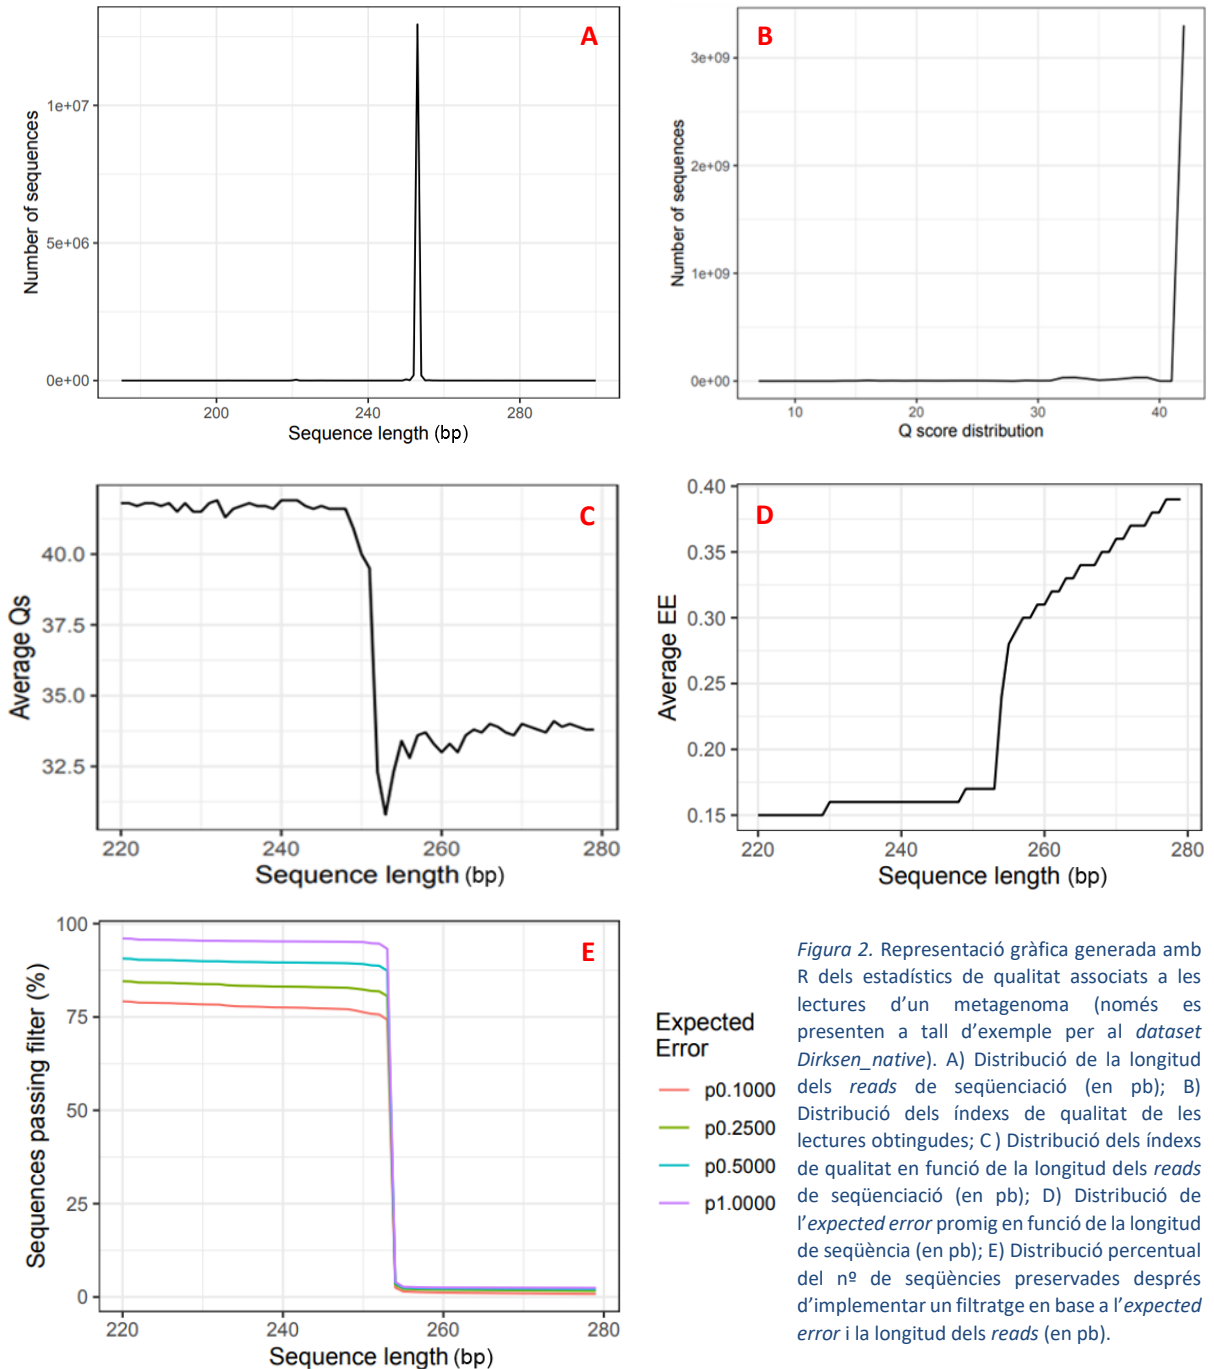 A
Number of sequences
1e+07
5e+06
0e+00
200 240 280
Sequence length (bp)
B
Number of sequences
3e+09
2e+09
1e+09
0e+00
10 20 30 40
Q score distribution
C
Average Qs
40.0
37.5
35.0
32.5
220 240 260 280
Sequence length (bp)
D
Average EE
0.40
0.35
0.30
0.25
0.20
0.15
220 240 260 280
Sequence length (bp)
E
Sequences passing filter (%)
100
75
50
25
0
220 240 260 280
Sequence length (bp)
Expected
Error
p0.1000
p0.2500
p0.5000
p1.0000
Figura 2. Representació gràfica generada amb
R dels estadístics de qualitat associats a les
lectures d'un metagenoma (només es
presenten a tall d'exemple per al dataset
Dirksen_native). A) Distribució de la longitud
dels reads de seqüenciació (en pb); B)
Distribució dels índexs de qualitat de les
lectures obtingudes; C ) Distribució dels índexs
de qualitat en funció de la longitud dels reads
de seqüenciació (en pb); D) Distribució de
l'expected error promig en funció de la longitud
de seqüència (en pb); E) Distribució percentual
del nº de seqüències preservades després
d'implementar un filtratge en base a l'expected
error i la longitud dels reads (en pb).